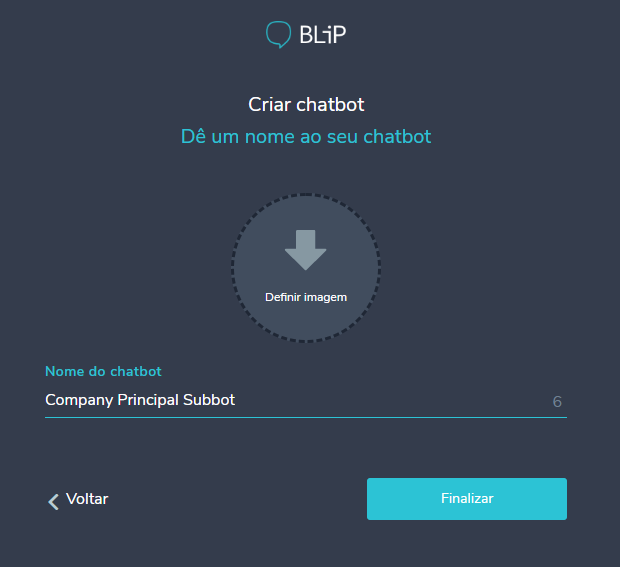 BLiP
Criar chatbot
Dê um nome ao seu chatbot
Definir imagem
Nome do chatbot
Company Principal Subbot 6
Voltar Finalizar